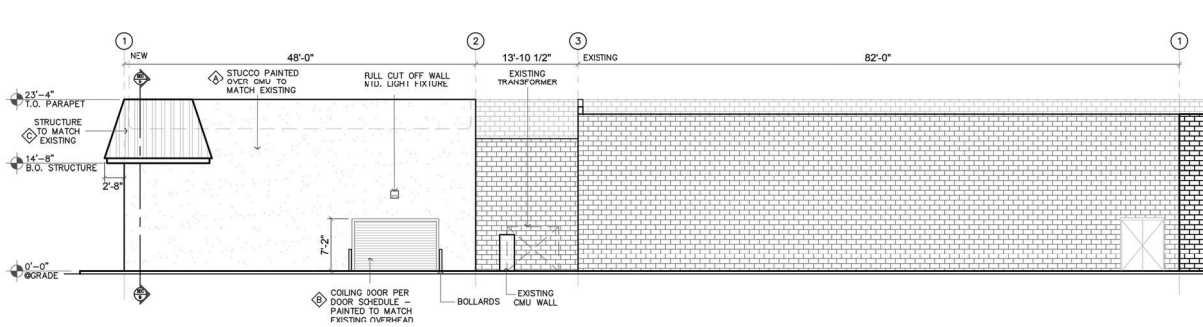 1
2
3
1
NEW
48'-0"
13'-10 1/2"
EXISTING
82'-0"
A
STUCCO PAINTED
OVER CMU TO
MATCH EXISTING
FULL CUT OFF WALL
MTD. LIGHT FIXTURE
EXISTING
TRANSFORMER
23'-4"
T.O. PARAPET
C
STRUCTURE
TO MATCH
EXISTING
14'-8"
B.O. STRUCTURE
2'-8"
7'-2"
0'-0"
@GRADE
B
COILING DOOR PER
DOOR SCHEDULE –
PAINTED TO MATCH
EXISTING OVERHEAD
BOLLARDS
EXISTING
CMU WALL